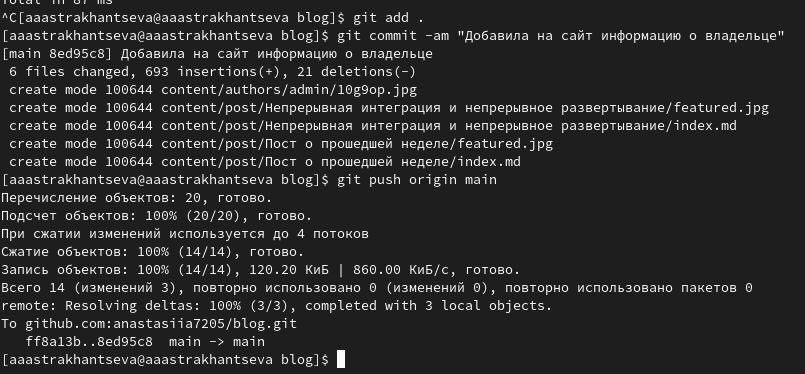 Total in 87 ms
^C[aaastrakhantseva@aaastrakhantseva blog]$ git add .
[aaastrakhantseva@aaastrakhantseva blog]$ git commit -am "Добавила на сайт информацию о владельце"
[main 8ed95c8] Добавила на сайт информацию о владельце
 6 files changed, 693 insertions(+), 21 deletions(-)
 create mode 100644 content/authors/admin/10g9op.jpg
 create mode 100644 content/post/Непрерывная интеграция и непрерывное развертывание/featured.jpg
 create mode 100644 content/post/Непрерывная интеграция и непрерывное развертывание/index.md
 create mode 100644 content/post/Пост о прошедшей неделе/featured.jpg
 create mode 100644 content/post/Пост о прошедшей неделе/index.md
[aaastrakhantseva@aaastrakhantseva blog]$ git push origin main
Перечисление объектов: 20, готово.
Подсчет объектов: 100% (20/20), готово.
При сжатии изменений используется до 4 потоков
Сжатие объектов: 100% (14/14), готово.
Запись объектов: 100% (14/14), 120.20 КиБ | 860.00 КиБ/с, готово.
Всего 14 (изменений 3), повторно использовано 0 (изменений 0), повторно использовано пакетов 0
remote: Resolving deltas: 100% (3/3), completed with 3 local objects.
To github.com:anastasiia7205/blog.git
   ff8a13b..8ed95c8  main -> main
[aaastrakhantseva@aaastrakhantseva blog]$